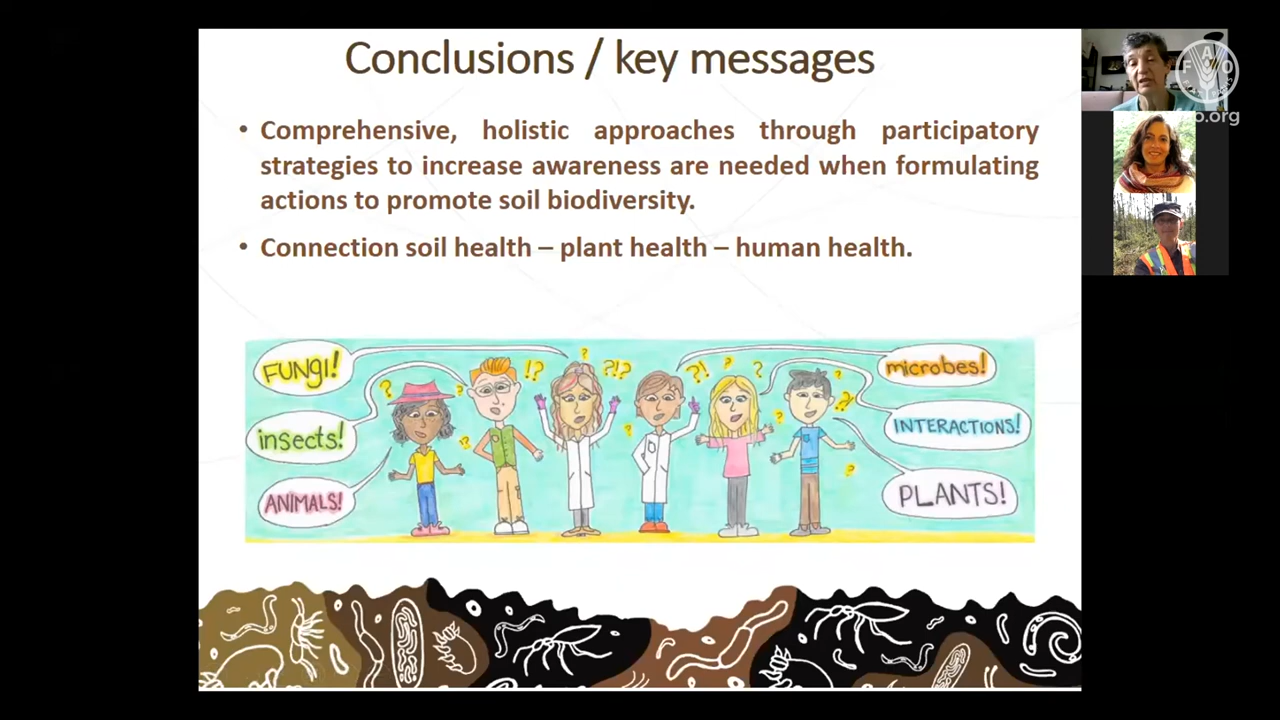 Conclusions / key messages
• Comprehensive, holistic approaches through participatory
strategies to increase awareness are needed when formulating
actions to promote soil biodiversity.
• Connection soil health – plant health – human health.
FUNgi!
insects!
ANIMALS!
?
?
!?
?
?!?
?
?!
?
?
?
?
?
?
microbes!
INTERACTIONS!
PLANTS!
F A O
.org